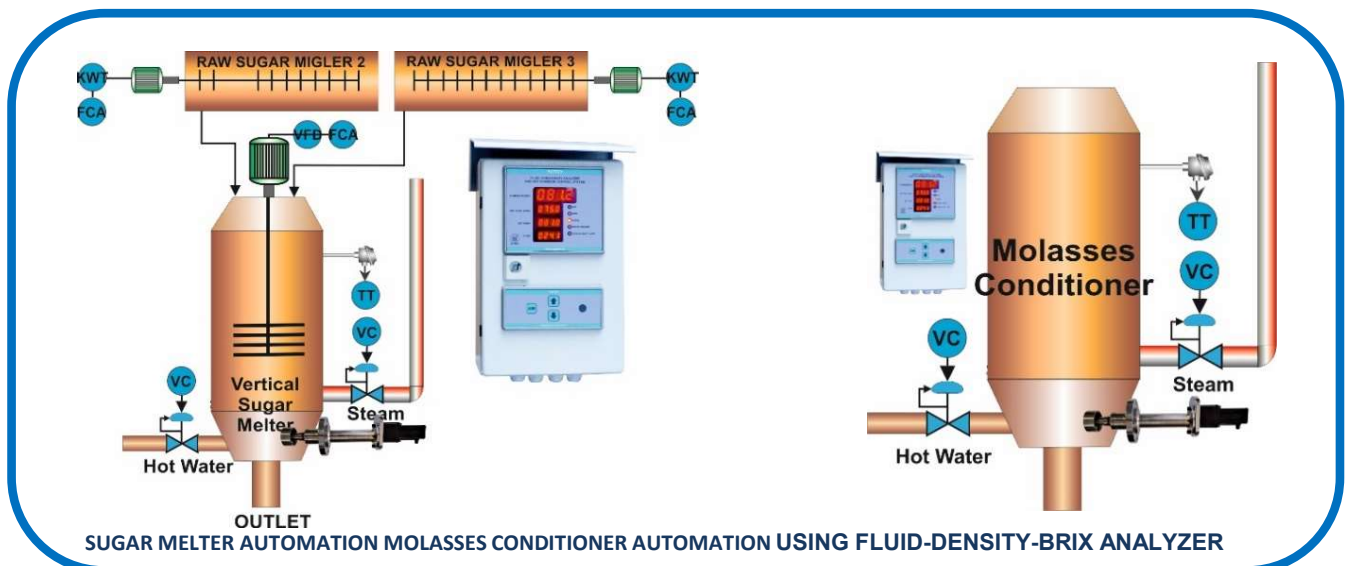 RAW SUGAR MIGLER 2
RAW SUGAR MIGLER 3
KWT
FCA
VFD
FCA
KWT
FCA
TT
VC
VC
Vertical
Sugar
Melter
Steam
Hot Water
OUTLET
Molasses
Conditioner
TT
VC
VC
Steam
Hot Water
SUGAR MELTER AUTOMATION MOLASSES CONDITIONER AUTOMATION USING FLUID-DENSITY-BRIX ANALYZER